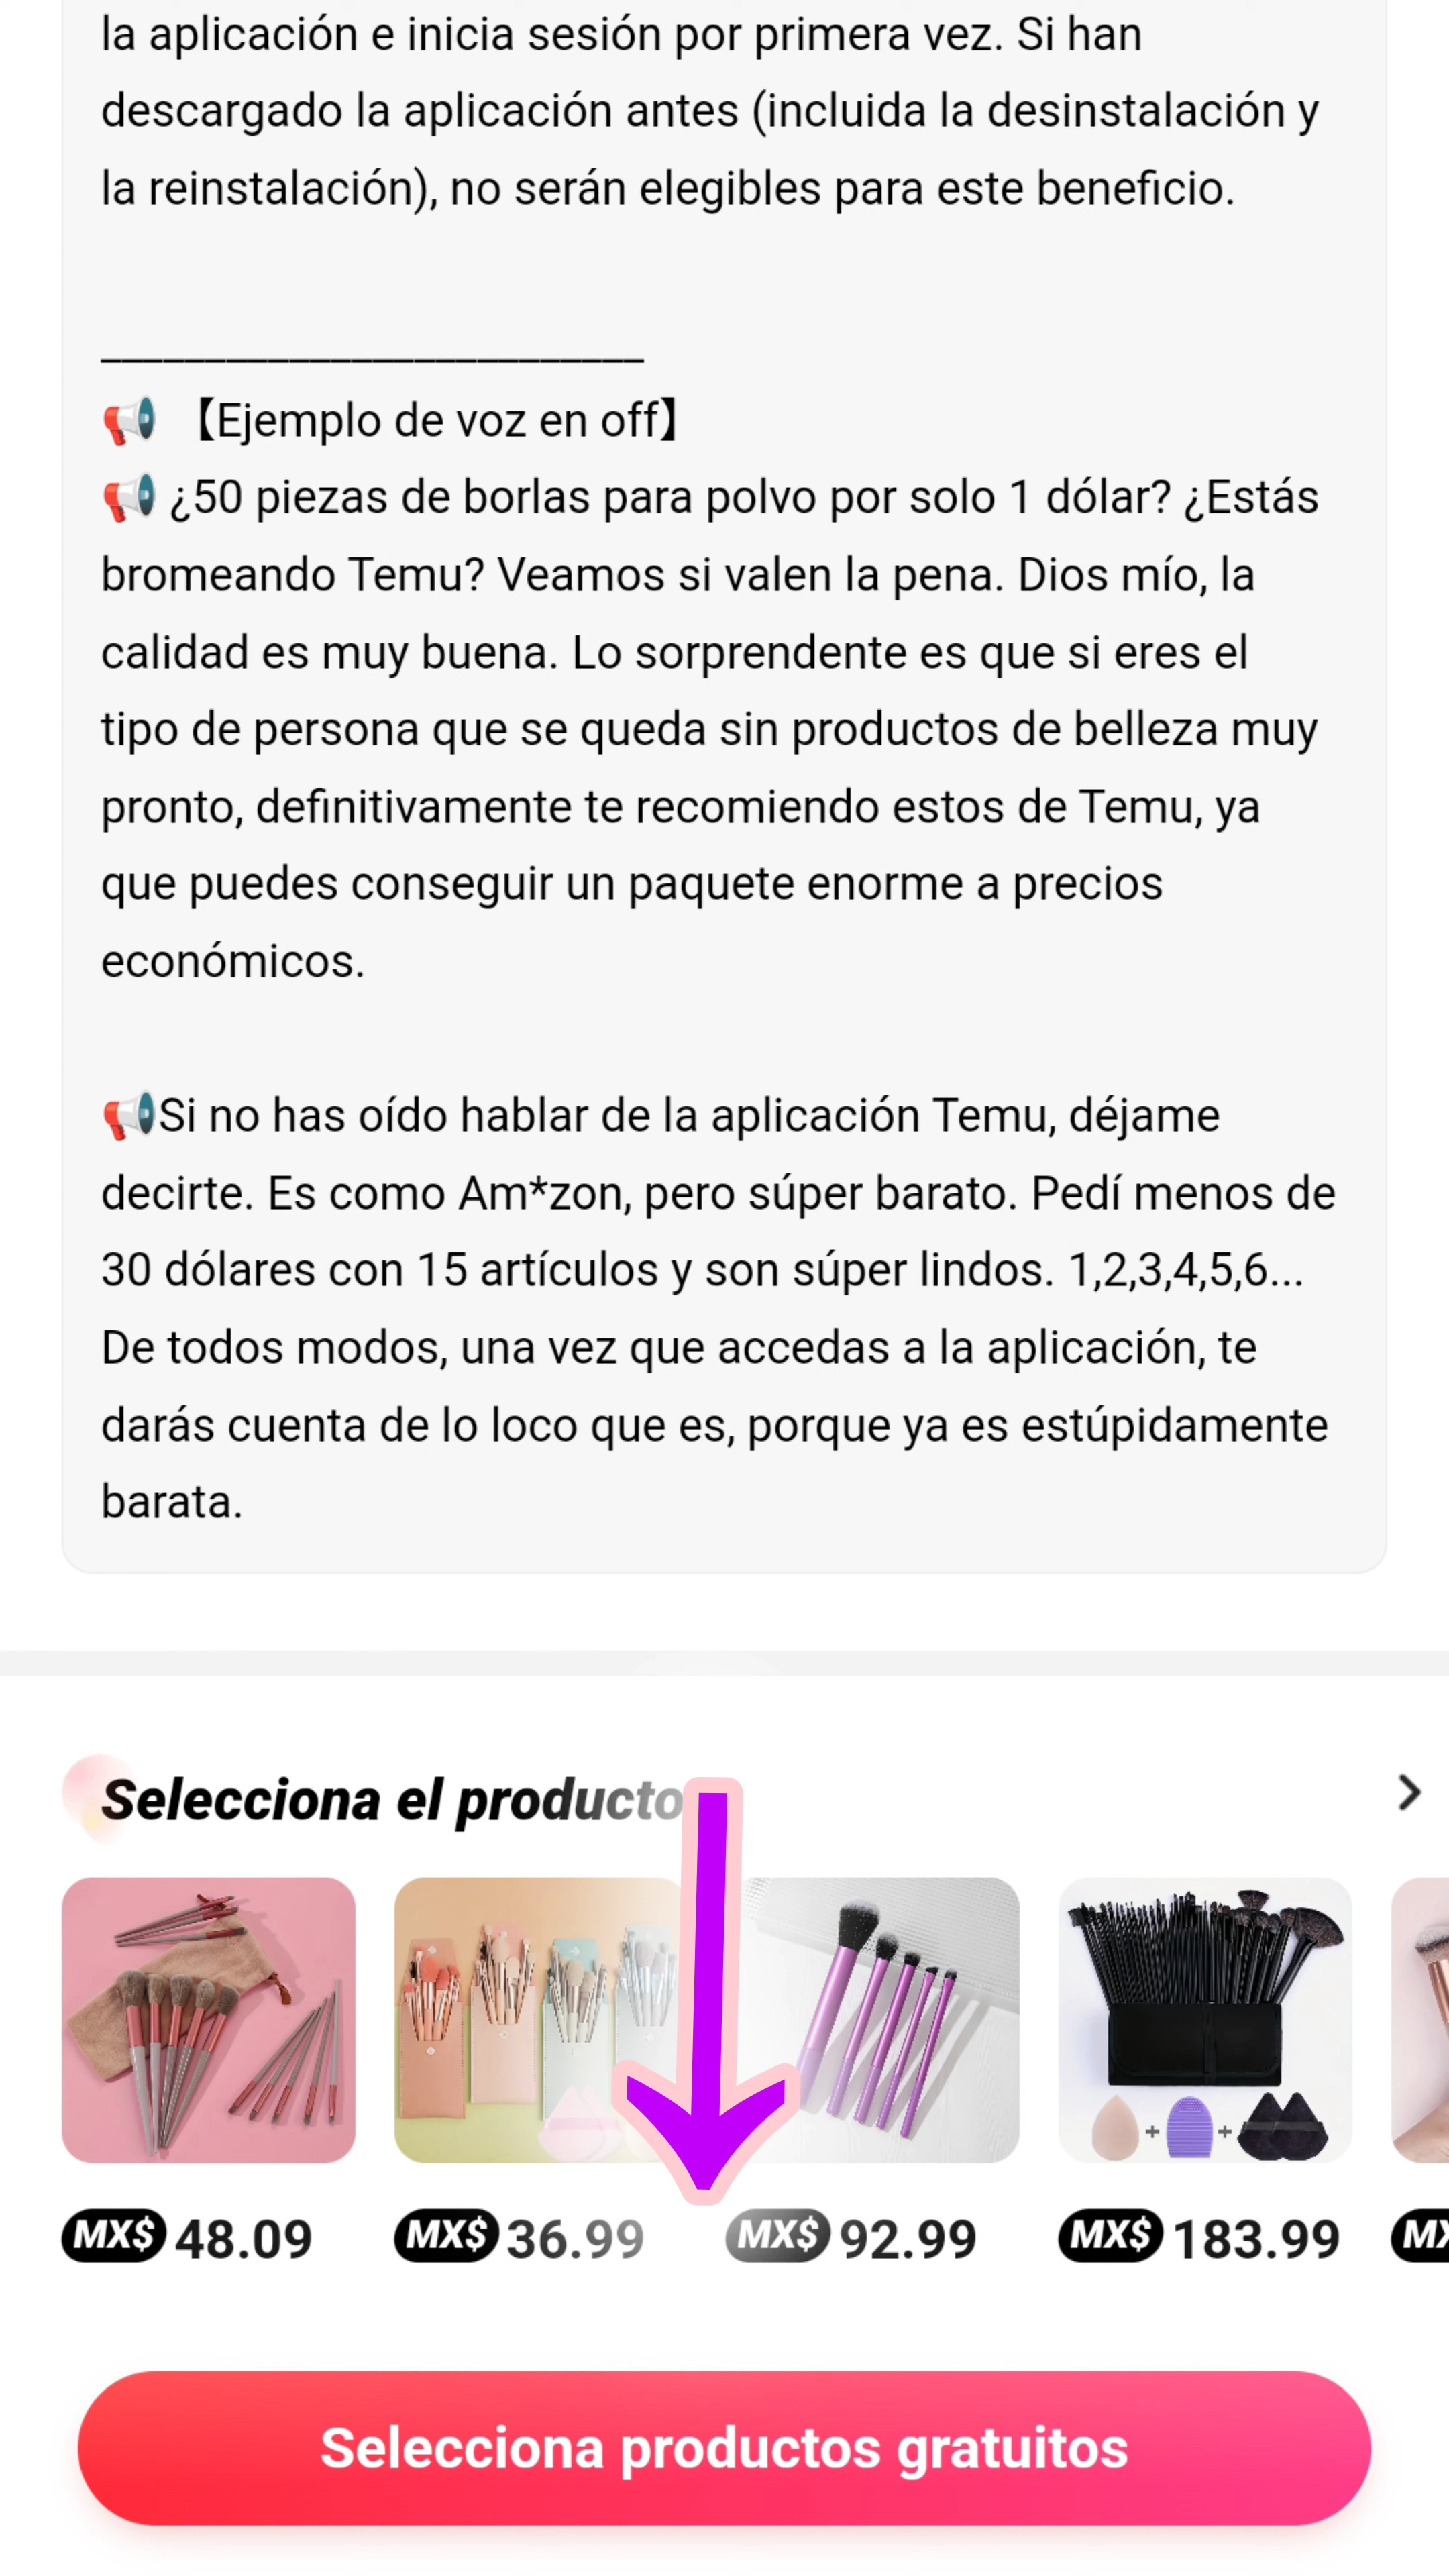 la aplicación e inicia sesión por primera vez. Si han
descargado la aplicación antes (incluida la desinstalación y
la reinstalación), no serán elegibles para este beneficio.
__________________________
📢 【Ejemplo de voz en off】
📢 ¿50 piezas de borlas para polvo por solo 1 dólar? ¿Estás
bromeando Temu? Veamos si valen la pena. Dios mío, la
calidad es muy buena. Lo sorprendente es que si eres el
tipo de persona que se queda sin productos de belleza muy
pronto, definitivamente te recomiendo estos de Temu, ya
que puedes conseguir un paquete enorme a precios
económicos.
📢Si no has oído hablar de la aplicación Temu, déjame
decirte. Es como Am*zon, pero súper barato. Pedí menos de
30 dólares con 15 artículos y son súper lindos. 1,2,3,4,5,6...
De todos modos, una vez que accedas a la aplicación, te
darás cuenta de lo loco que es, porque ya es estúpidamente
barata.
Selecciona el producto
MX$ 48.09 MX$ 36.99 MX$ 92.99 MX$ 183.99 MX
Selecciona productos gratuitos